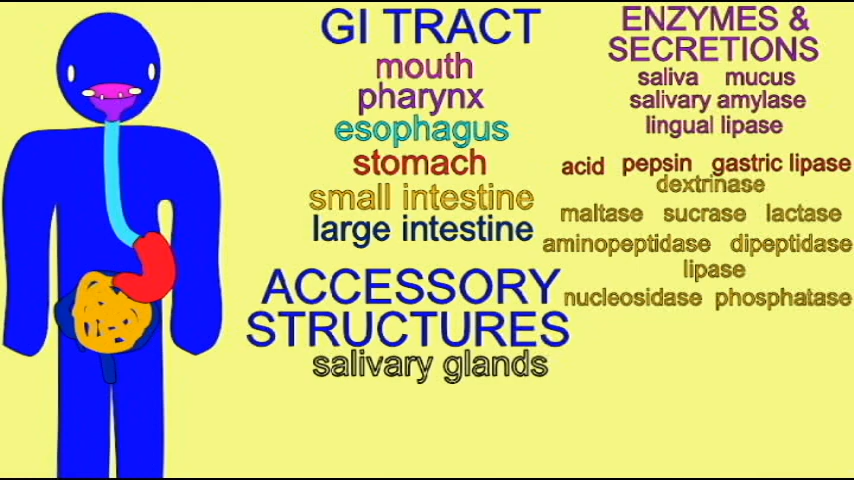 GI TRACT
mouth
pharynx
esophagus
stomach
small intestine
large intestine
ACCESSORY
STRUCTURES
salivary glands
ENZYMES &
SECRETIONS
saliva mucus
salivary amylase
lingual lipase
acid pepsin gastric lipase
dextrinase
maltase sucrase lactase
aminopeptidase dipeptidase
lipase
nucleosidase phosphatase